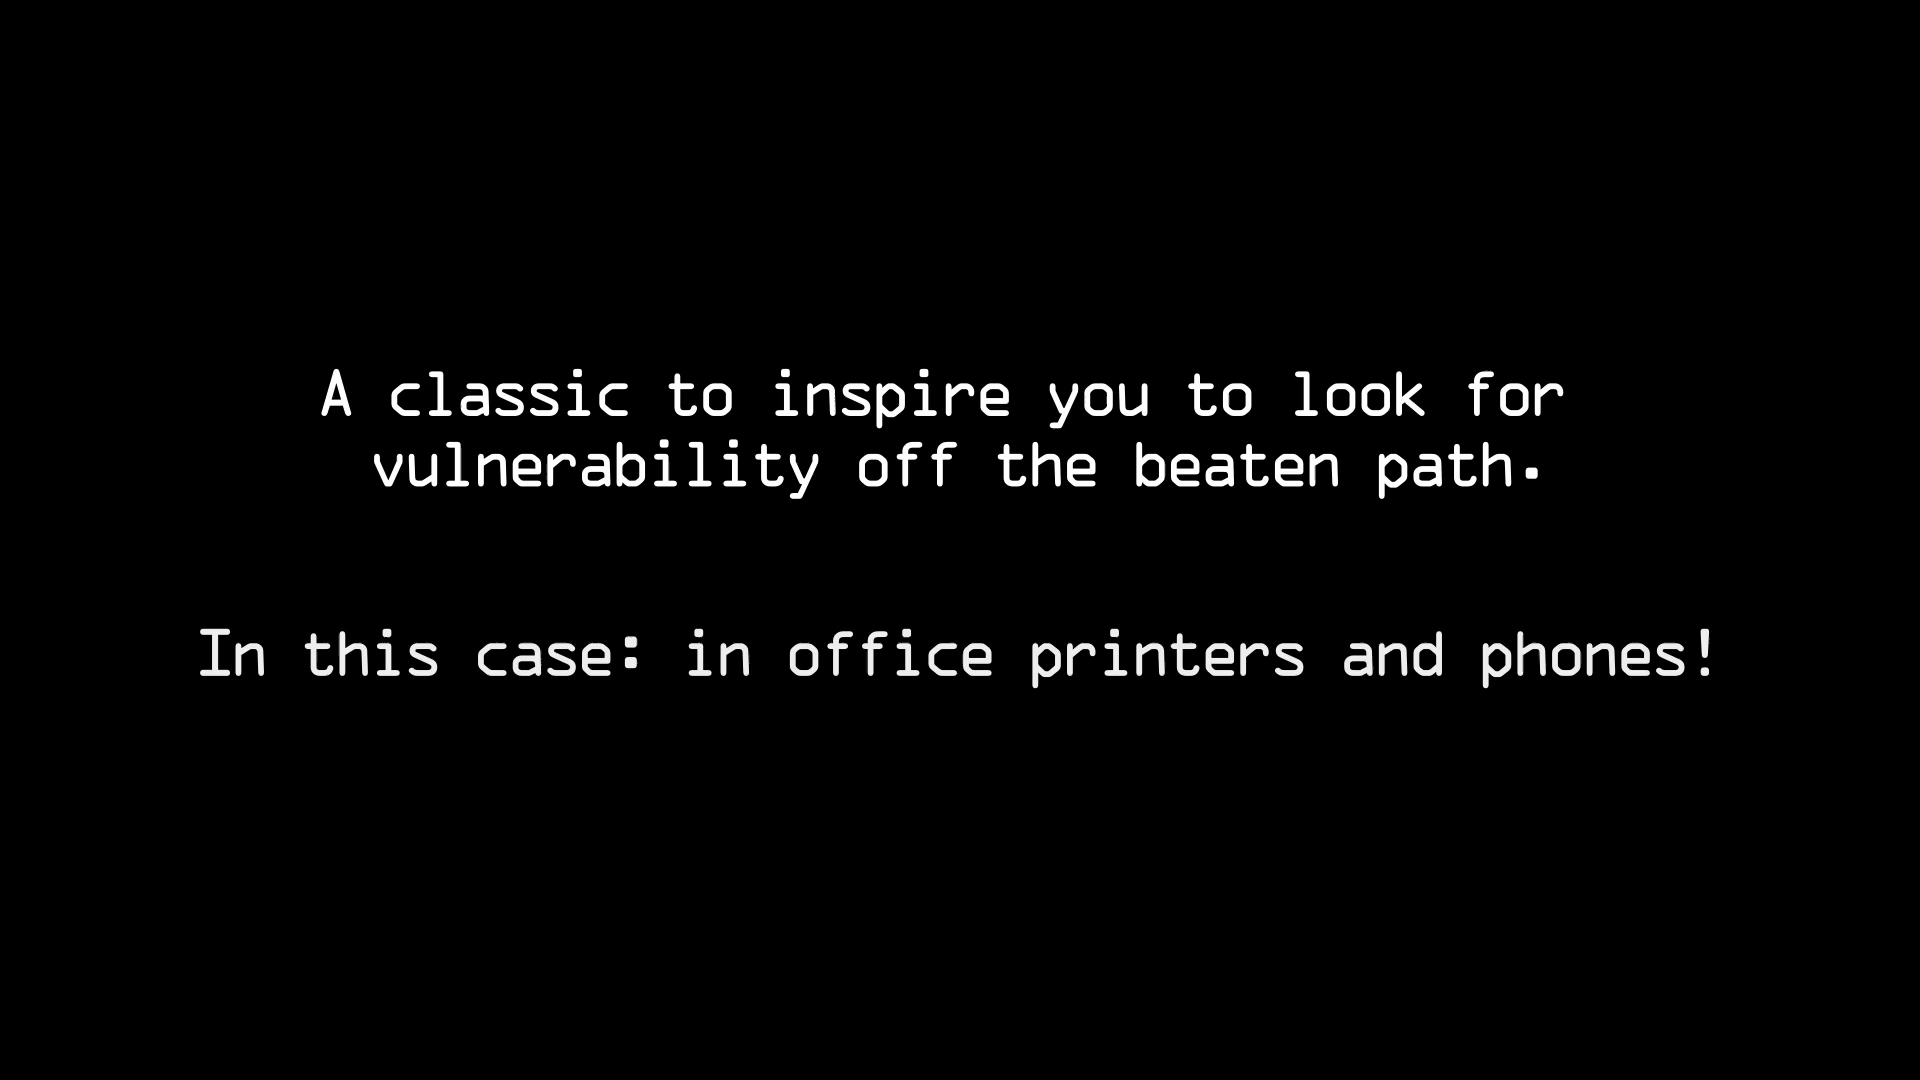 A classic to inspire you to look for
vulnerability off the beaten path.
In this case: in office printers and phones!